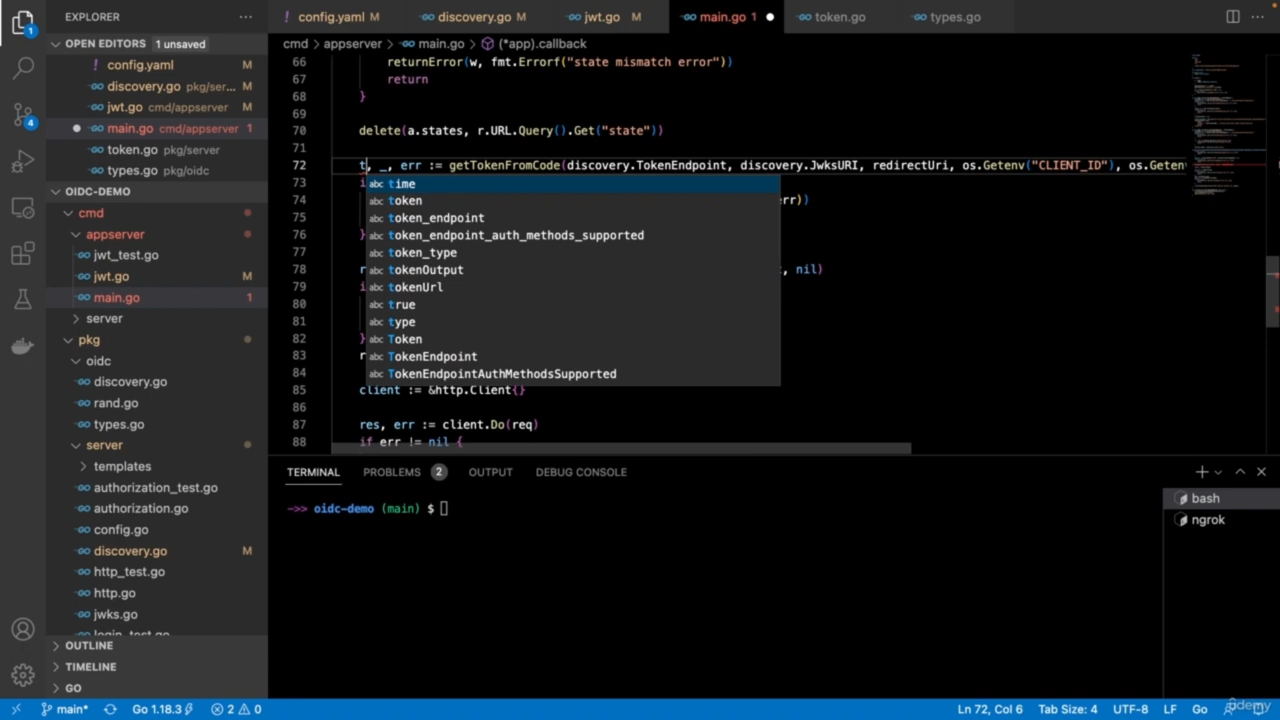 EXPLORER
config.yaml M
discovery.go M
jwt.go M
main.go 1
token.go
types.go
OPEN EDITORS 1 unsaved
cmd > appserver > main.go > (*app).callback
config.yaml M
discovery.go pkg/ser... M
jwt.go cmd/appserver M
main.go cmd/appserver 1
token.go pkg/server
types.go pkg/oidc
OIDC-DEMO
cmd
appserver
jwt_test.go
jwt.go M
main.go 1
server
pkg
oidc
discovery.go
rand.go
types.go
server
templates
authorization_test.go
authorization.go
config.go
discovery.go M
http_test.go
http.go
jwks.go
login_test.go
OUTLINE
TIMELINE
GO
66 returnError(w, fmt.Errorf("state mismatch error"))
67 return
68 }
69
70 delete(a.states, r.URL.Query().Get("state"))
71
72 t, _, err := getTokenFromCode(discovery.TokenEndpoint, discovery.JwksURI, redirectUri, os.Getenv("CLIENT_ID"), os.Getenv
73 i
74 err))
75
76 }
77
78 r , nil)
79 i
80
81
82 }
83 r
84
85 client := &http.Client{}
86
87 res, err := client.Do(req)
88 if err != nil {
abc time
abc token
abc token_endpoint
abc token_endpoint_auth_methods_supported
abc token_type
abc tokenOutput
abc tokenUrl
abc true
abc type
abc Token
abc TokenEndpoint
abc TokenEndpointAuthMethodsSupported
TERMINAL PROBLEMS 2 OUTPUT DEBUG CONSOLE
->> oidc-demo (main) $
bash
ngrok
1
4
main* Go 1.18.3 2 0 Ln 72, Col 6 Tab Size: 4 UTF-8 LF Go
udemy